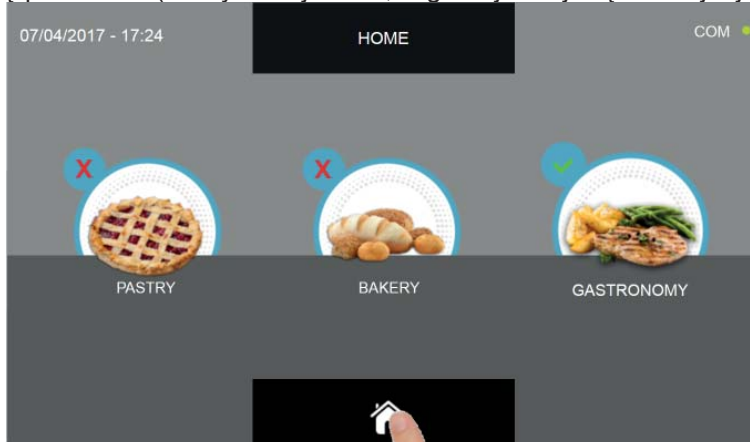 07/04/2017 - 17:24
HOME
COM
X
X
PASTRY
BAKERY
GASTRONOMY